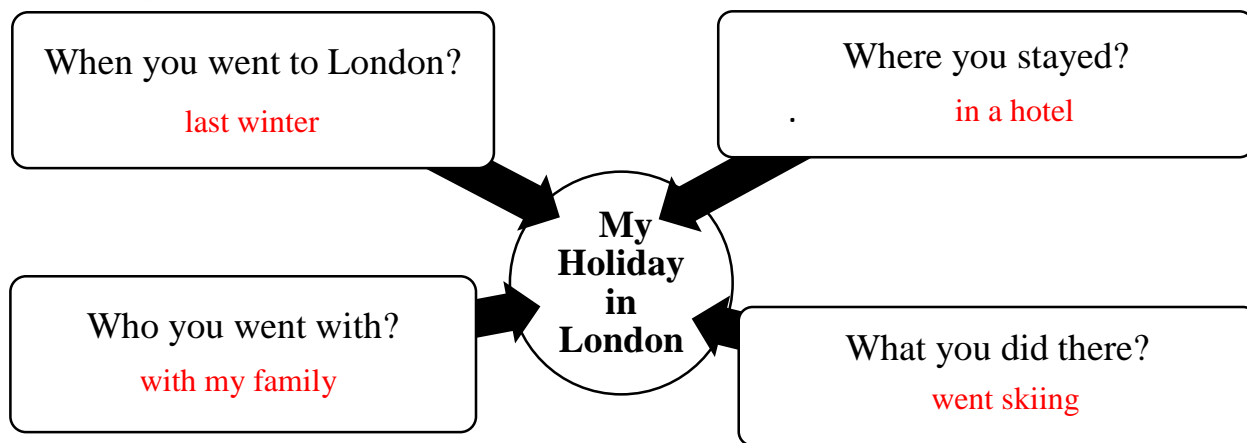 When you went to London?
last winter
Where you stayed?
.
in a hotel
My
Holiday
in
London
Who you went with?
with my family
What you did there?
went skiing